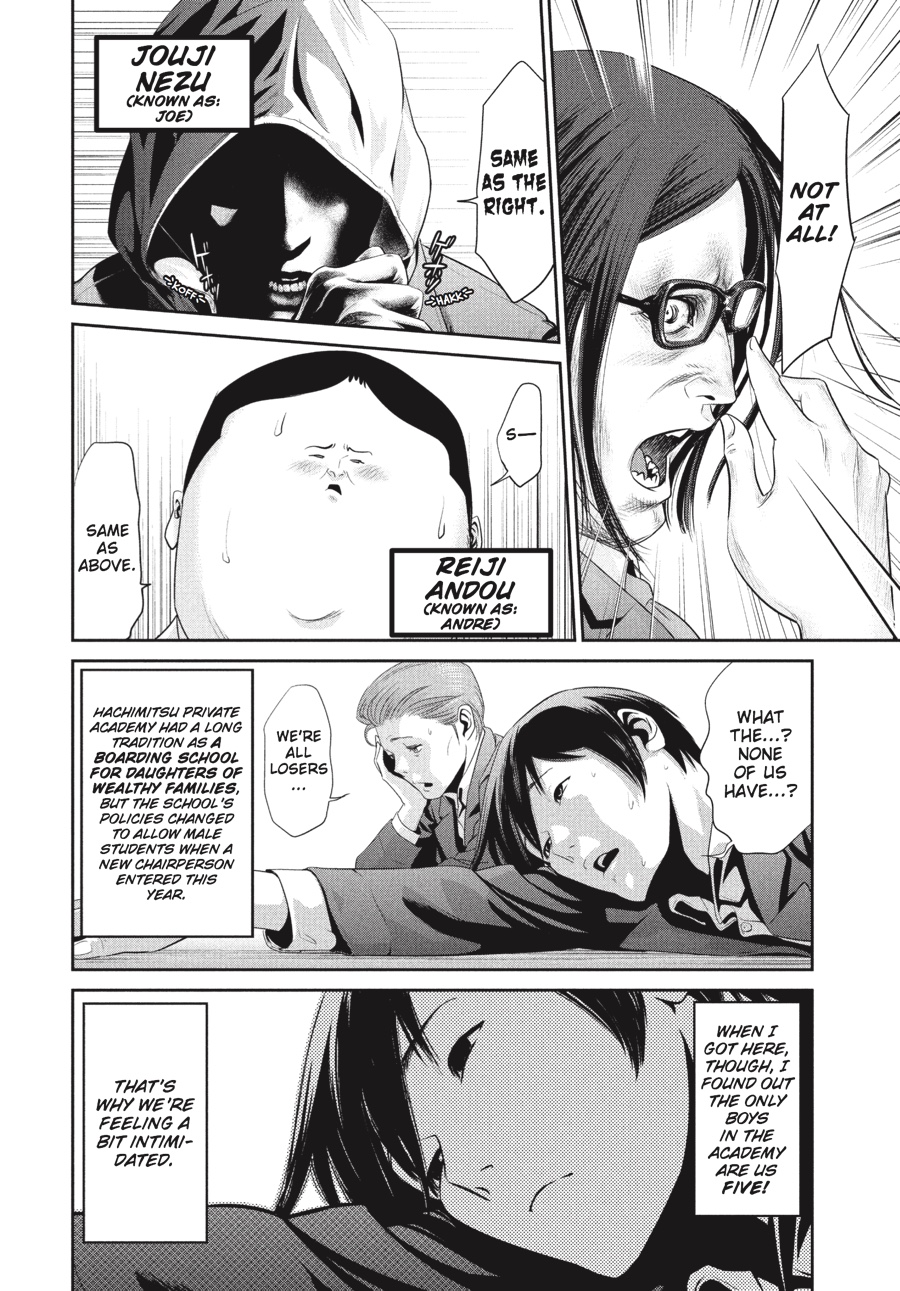 NOT
AT
ALL!
SAME
AS THE
RIGHT.
JOUJI
NEZU
(KNOWN AS:
JOE)
ゲホ
ゲホ
-KOFF-
-HAKK-
S—
SAME
AS
ABOVE.
REIJI
ANDOU
(KNOWN AS:
ANDRE)
WHAT
THE...?
NONE
OF US
HAVE...?
WE'RE
ALL
LOSERS
...
HACHIMITSU PRIVATE
ACADEMY HAD A LONG
TRADITION AS A
BOARDING SCHOOL
FOR DAUGHTERS OF
WEALTHY FAMILIES,
BUT THE SCHOOL'S
POLICIES CHANGED
TO ALLOW MALE
STUDENTS WHEN A
NEW CHAIRPERSON
ENTERED THIS
YEAR.
WHEN I
GOT HERE,
THOUGH, I
FOUND OUT
THE ONLY
BOYS
IN THE
ACADEMY
ARE US
FIVE!
THAT'S
WHY WE'RE
FEELING A
BIT INTIMI-
DATED.